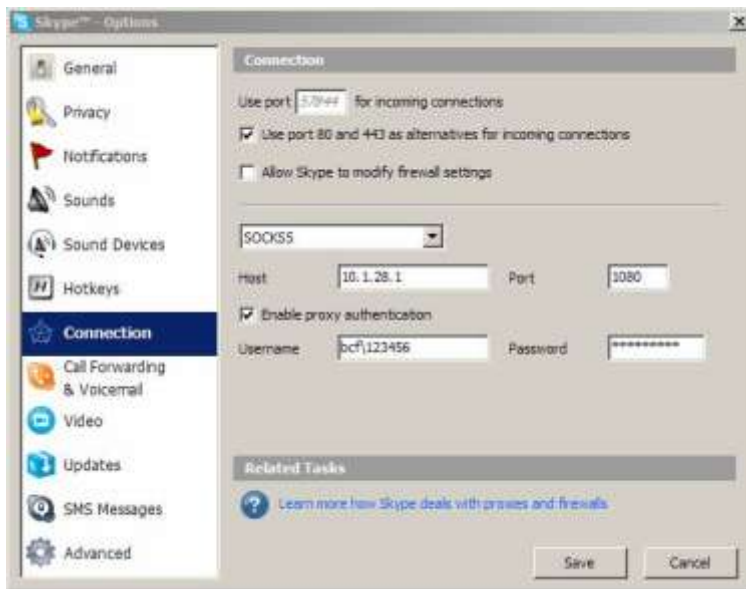 Skype™ - Options
General
Privacy
Notifications
Sounds
Sound Devices
Hotkeys
Connection
Call Forwarding
& Voicemail
Video
Updates
SMS Messages
Advanced
Connection
Use port for incoming connections
Use port 80 and 443 as alternatives for incoming connections
Allow Skype to modify firewall settings
SOCKS5
Host 10.1.28.1 Port 1080
Enable proxy authentication
Username bcf\123456 Password *********
Related Tasks
Learn more how Skype deals with proxies and firewalls
Save Cancel